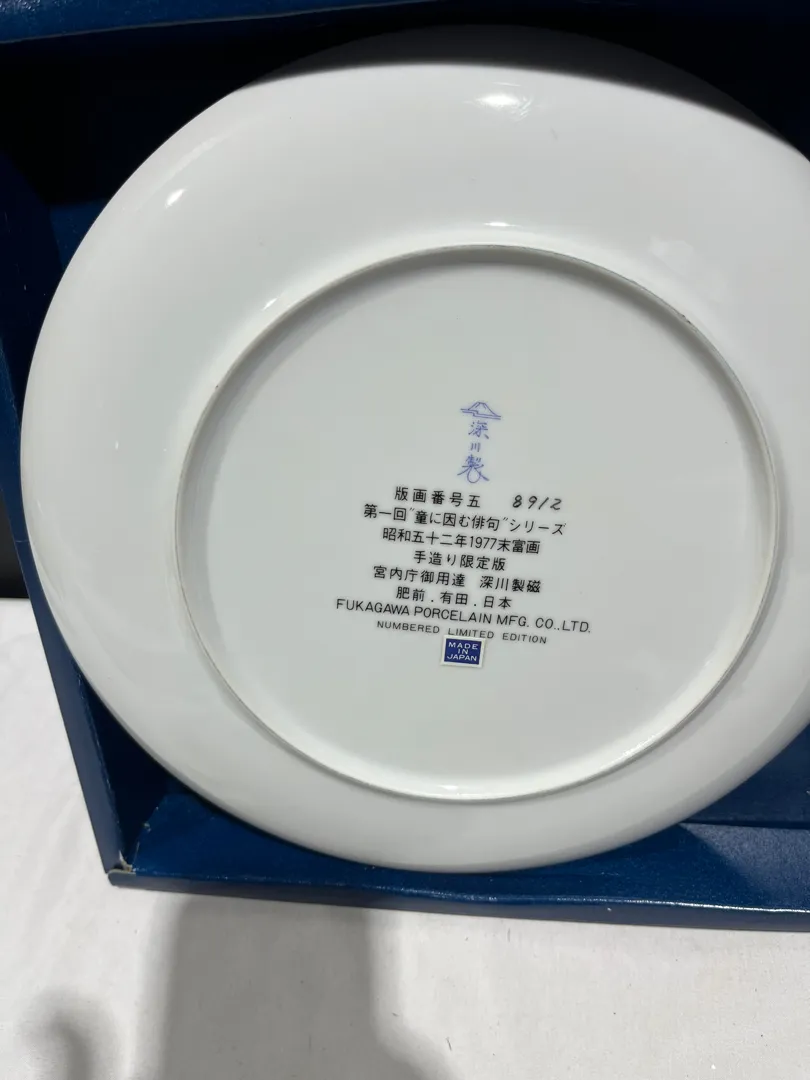 深
川
製
版画番号五 8912
第一回"童に因む俳句"シリーズ
昭和五十二年1977末富画
手造り限定版
宮内庁御用達 深川製磁
肥前.有田.日本
FUKAGAWA PORCELAIN MFG. CO.,LTD.
NUMBERED LIMITED EDITION
MADE
IN
JAPAN